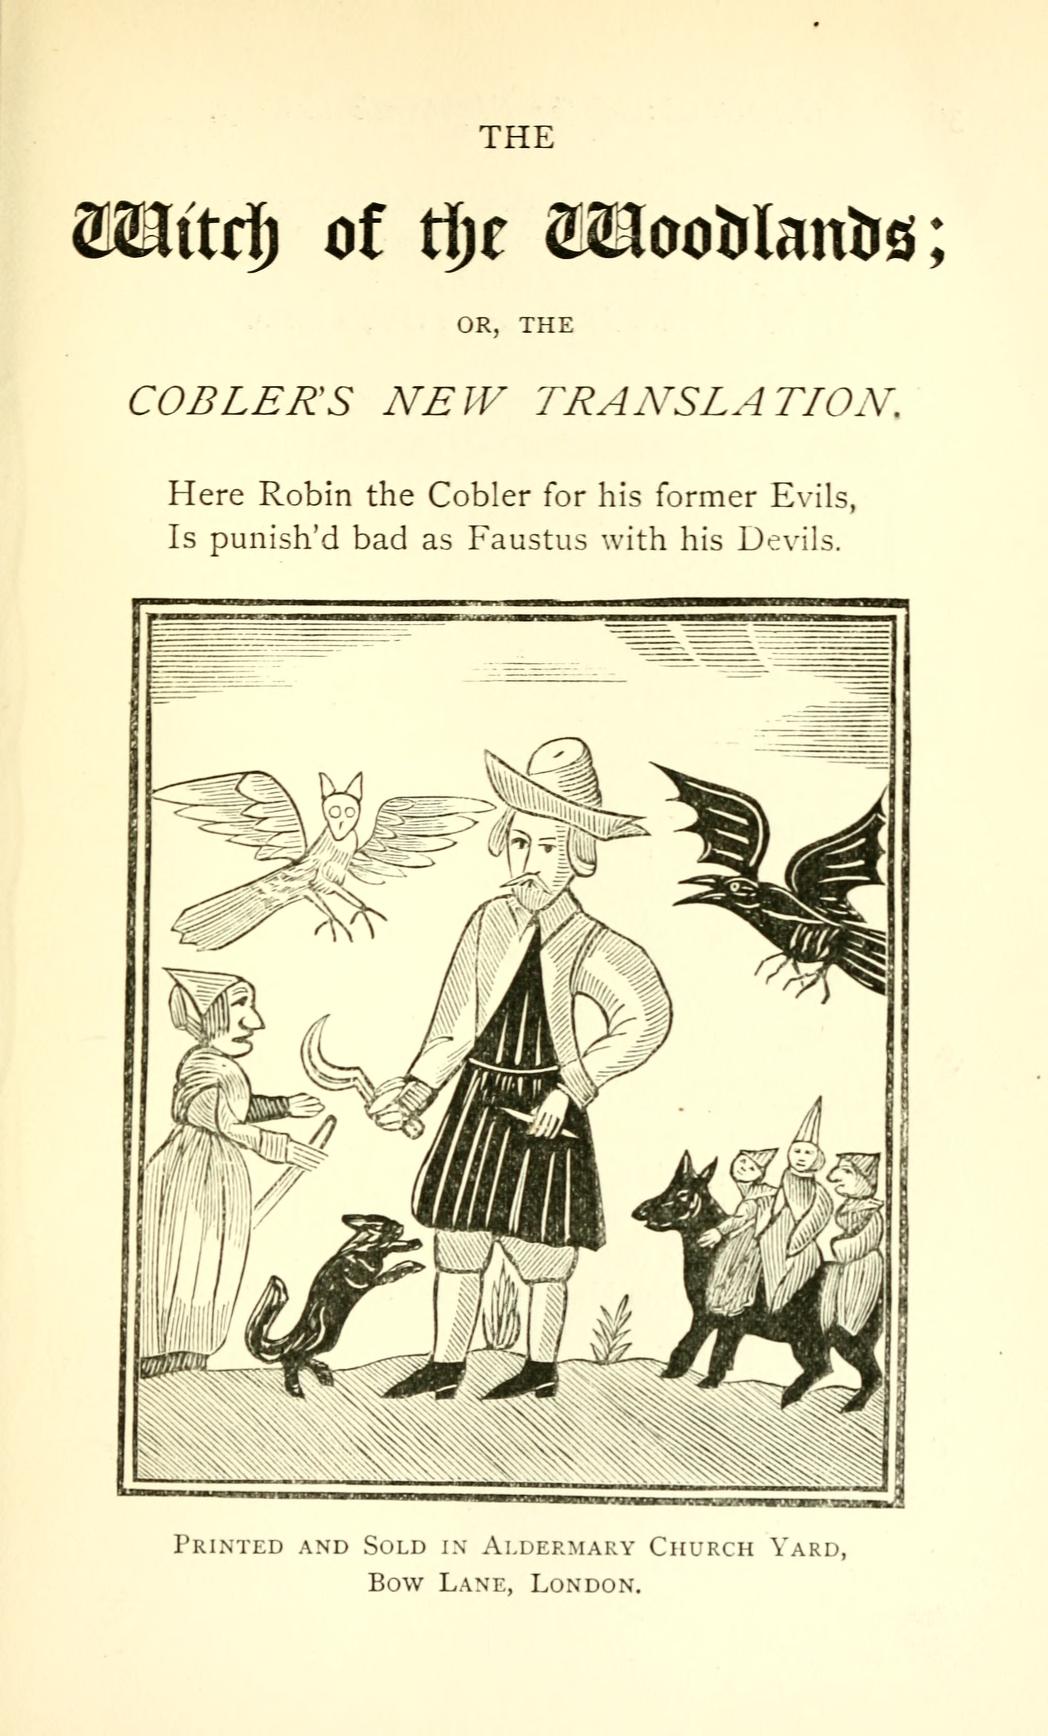 THE
Witch of the Woodlands;
OR, THE
COBLER'S NEW TRANSLATION.
Here Robin the Cobler for his former Evils,
Is punish'd bad as Faustus with his Devils.
PRINTED AND SOLD IN ALDERMARY CHURCH YARD,
BOW LANE, LONDON.